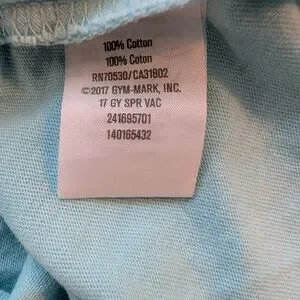 100% Cotton
100% Coton
RN70530/CA31802
©2017 GYM-MARK, INC.
17 GY SPR VAC
241695701
140165432